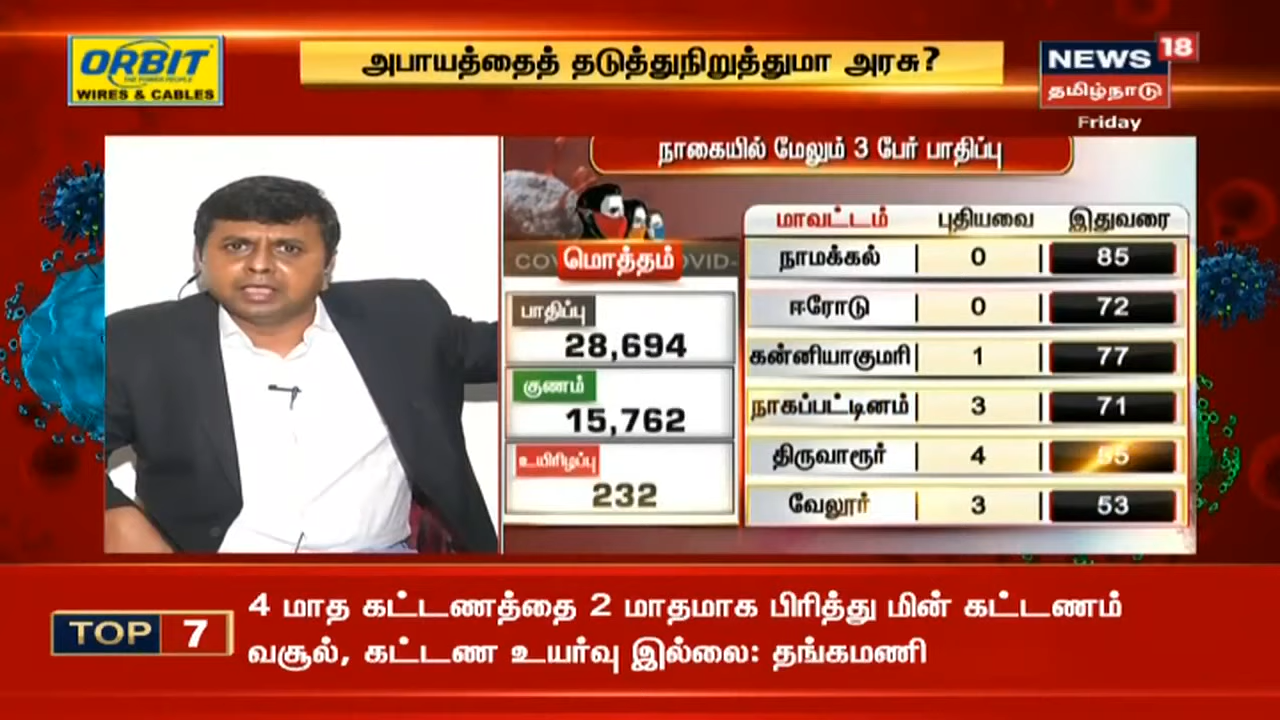 ORBIT
THE POWER PEOPLE
WIRES & CABLES
அபாயத்தைத் தடுத்துநிறுத்துமா அரசு?
NEWS 18
தமிழ்நாடு
Friday
நாகையில் மேலும் 3 பேர் பாதிப்பு
மொத்தம்
பாதிப்பு
28,694
குணம்
15,762
உயிரிழப்பு
232
மாவட்டம் புதியவை இதுவரை
நாமக்கல் 0 85
ஈரோடு 0 72
கன்னியாகுமரி 1 77
நாகப்பட்டினம் 3 71
திருவாரூர் 4
வேலூர் 3 53
TOP 7
4 மாத கட்டணத்தை 2 மாதமாக பிரித்து மின் கட்டணம்
வசூல், கட்டண உயர்வு இல்லை: தங்கமணி